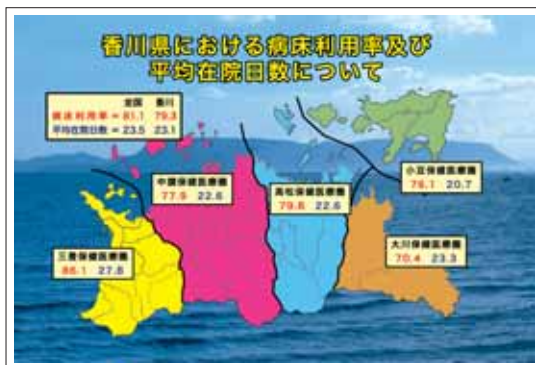 香川県における病床利用率及び
平均在院日数について
全国 香川
病床利用率 = 81.1 79.3
平均在院日数 = 23.5 23.1
小豆保健医療圏
78.1 20.7
中讃保健医療圏
77.9 22.6
高松保健医療圏
79.8 22.6
大川保健医療圏
70.4 23.3
三豊保健医療圏
86.1 27.8